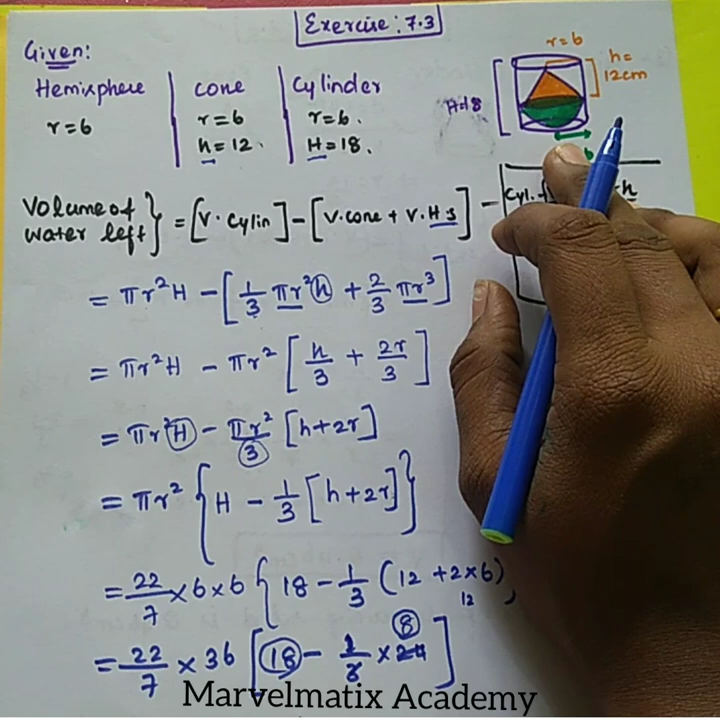 Exercise: 7.3
Given:
Hemisphere | cone | Cylinder
r=6 | r=6 | r=6.
h=12. | H=18.
r=6
h=
12cm
H=18
6
Volume of
water left} = [V. Cylin] - [V.cone + V. HS]
Cyl.
h
= πr²H - [1/3 πr²h + 2/3 πr³]
= πr²H - πr² [h/3 + 2r/3]
= πr²H - πr²/3 [h+2r]
= πr² {H - 1/3 [h+2r]}
= 22/7 ×6×6 {18 - 1/3 (12 +2×6)
12
8
= 22/7 × 36 [18 - 1/3 ×24]
Marvelmatix Academy